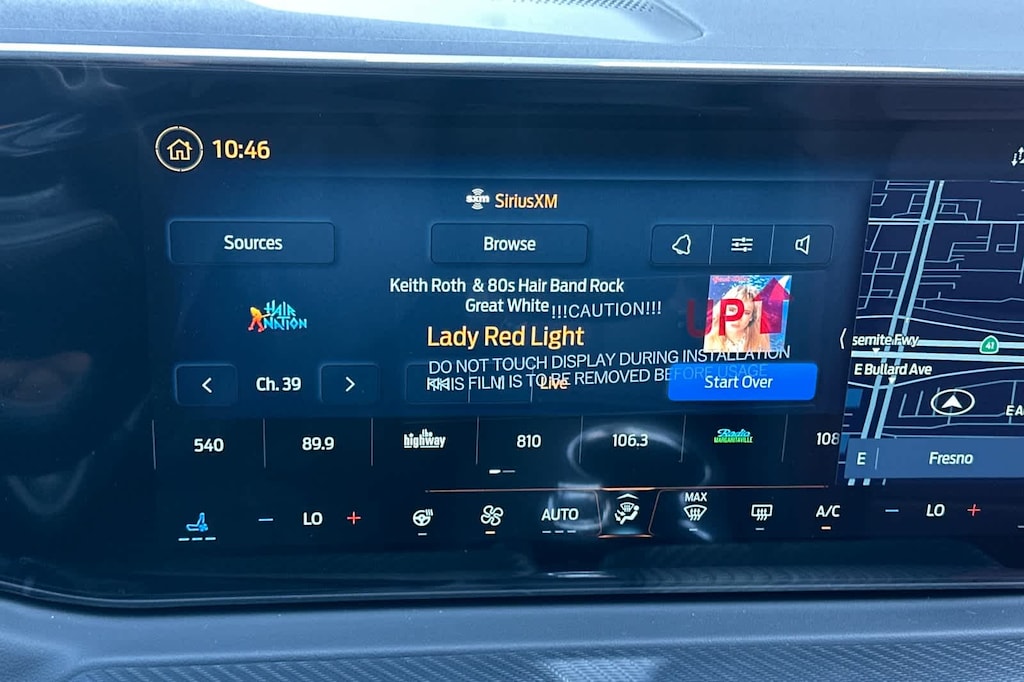 10:46
sxm SiriusXM
Sources
Browse
Keith Roth & 80s Hair Band Rock
Great White
!!!CAUTION!!!
UP
HAIR NATION
Lady Red Light
DO NOT TOUCH DISPLAY DURING INSTALLATION
THIS FILM IS TO BE REMOVED BEFORE USAGE
Ch. 39
Live
Start Over
semite Fwy
41
E Bullard Ave
E A
540
89.9
the highway
810
106.3
Radio MARGARITAVILLE
108
E
Fresno
LO
AUTO
MAX
A/C
LO